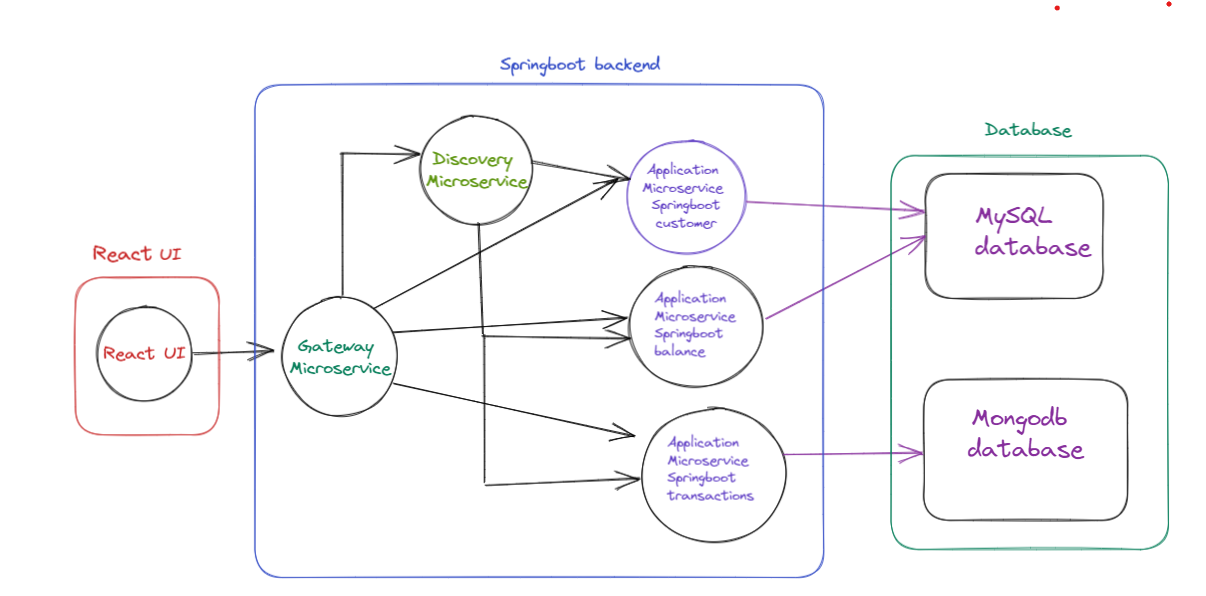 Springboot backend
Database
Discovery
Microservice
Application
Microservice
Springboot
customer
MySQL
database
React UI
React UI
Gateway
Microservice
Application
Microservice
Springboot
balance
Application
Microservice
Springboot
transactions
Mongodb
database